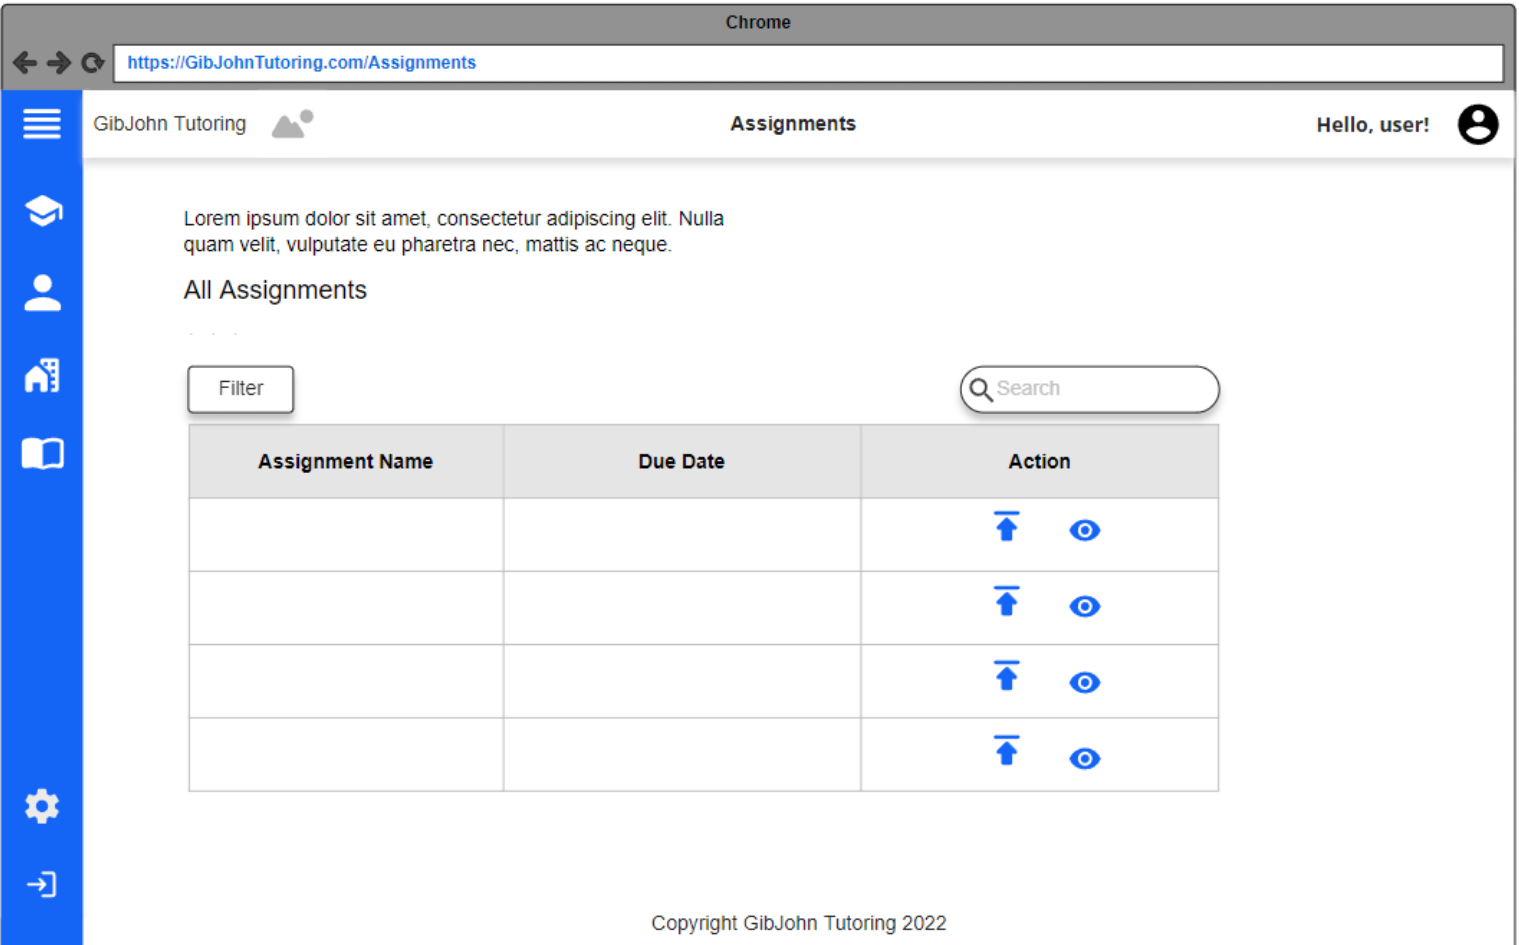 Chrome
https://GibJohnTutoring.com/Assignments
GibJohn Tutoring
Assignments
Hello, user!
Lorem ipsum dolor sit amet, consectetur adipiscing elit. Nulla
quam velit, vulputate eu pharetra nec, mattis ac neque.
All Assignments
Filter
Search
Assignment Name
Due Date
Action
Copyright GibJohn Tutoring 2022